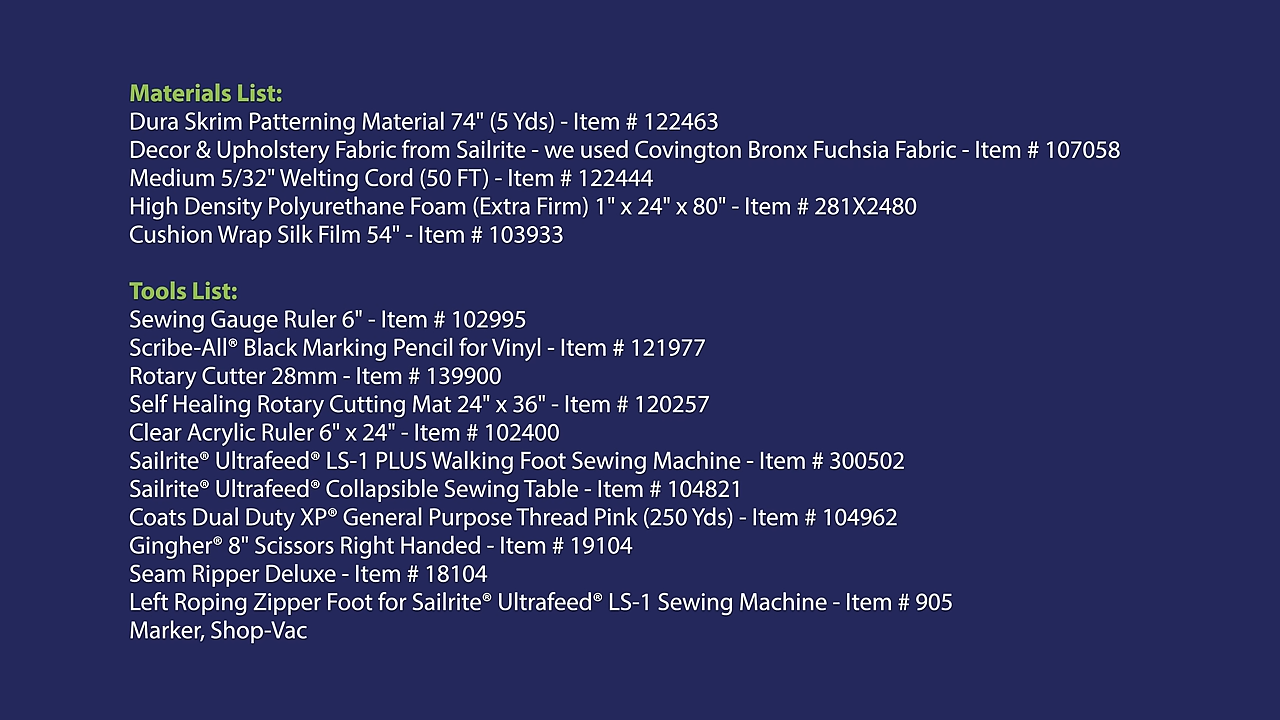 Materials List:
Dura Skrim Patterning Material 74" (5 Yds) - Item # 122463
Decor & Upholstery Fabric from Sailrite - we used Covington Bronx Fuchsia Fabric - Item # 107058
Medium 5/32" Welting Cord (50 FT) - Item # 122444
High Density Polyurethane Foam (Extra Firm) 1" x 24" x 80" - Item # 281X2480
Cushion Wrap Silk Film 54" - Item # 103933
Tools List:
Sewing Gauge Ruler 6" - Item # 102995
Scribe-All® Black Marking Pencil for Vinyl - Item # 121977
Rotary Cutter 28mm - Item # 139900
Self Healing Rotary Cutting Mat 24" x 36" - Item # 120257
Clear Acrylic Ruler 6" x 24" - Item # 102400
Sailrite® Ultrafeed® LS-1 PLUS Walking Foot Sewing Machine - Item # 300502
Sailrite® Ultrafeed® Collapsible Sewing Table - Item # 104821
Coats Dual Duty XP® General Purpose Thread Pink (250 Yds) - Item # 104962
Gingher® 8" Scissors Right Handed - Item # 19104
Seam Ripper Deluxe - Item # 18104
Left Roping Zipper Foot for Sailrite® Ultrafeed® LS-1 Sewing Machine - Item # 905
Marker, Shop-Vac